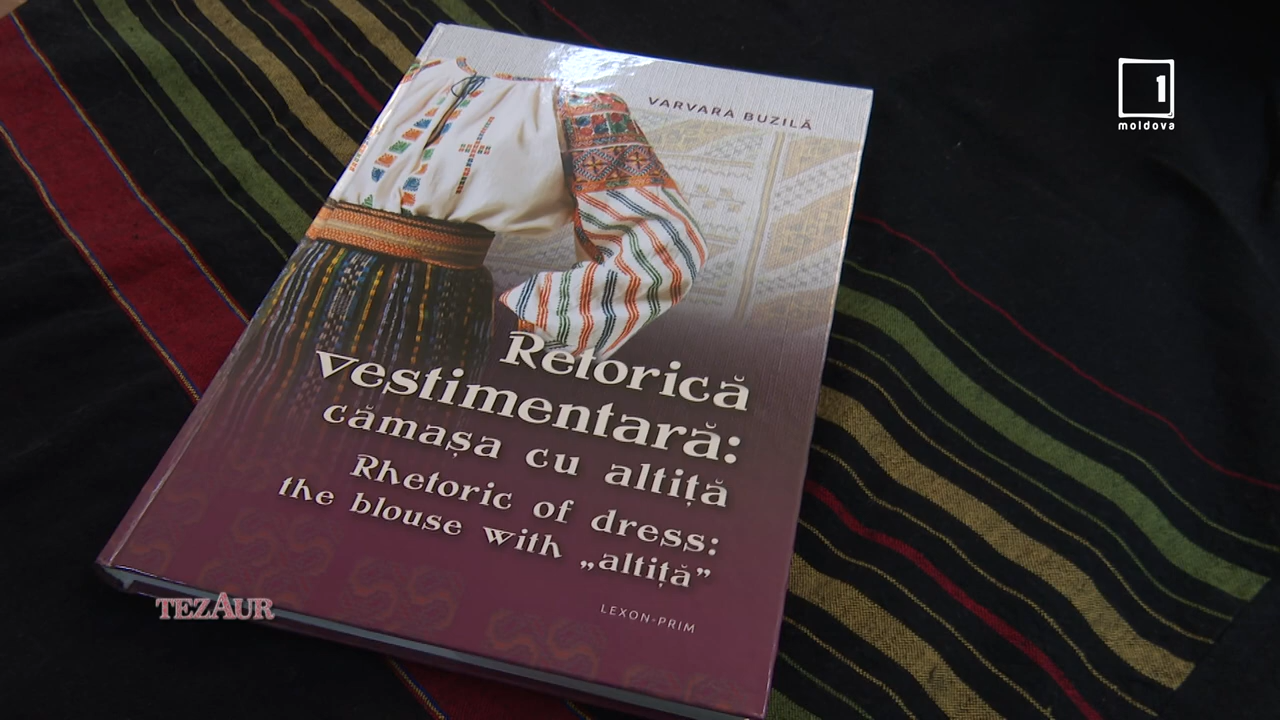 1
moldova
VARVARA BUZILĂ
Retorică
vestimentară:
cămașa cu altiță
Rhetoric of dress:
the blouse with „altiță”
LEXON-PRIM
TEZAUR